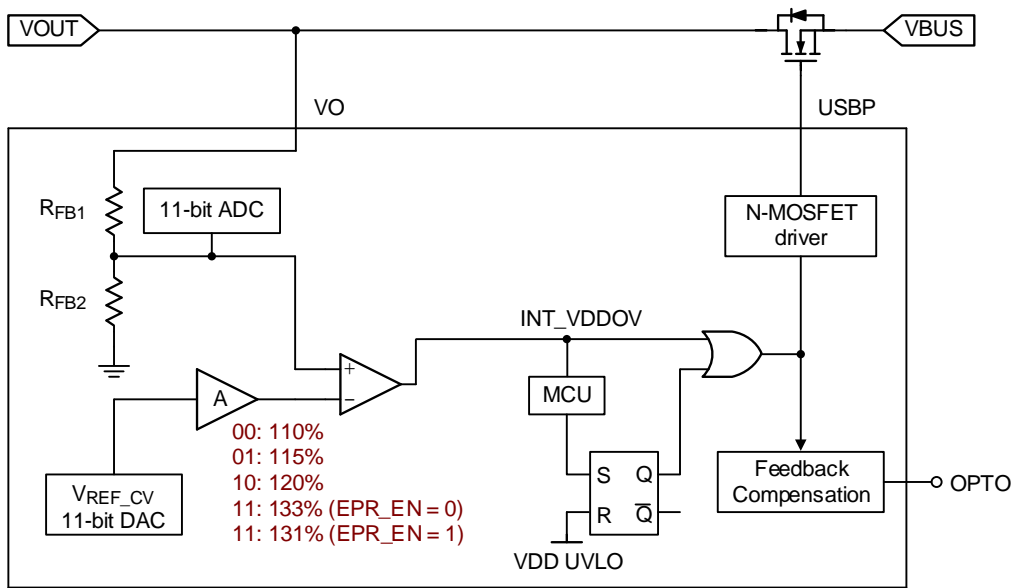 VOUT
VBUS
VO
USBP
RFB1
11-bit ADC
N-MOSFET
driver
RFB2
INT_VDDOV
+
−
A
MCU
00: 110%
01: 115%
10: 120%
11: 133% (EPR_EN = 0)
11: 131% (EPR_EN = 1)
VREF_CV
11-bit DAC
S Q
R Q̅
VDD UVLO
Feedback
Compensation
OPTO